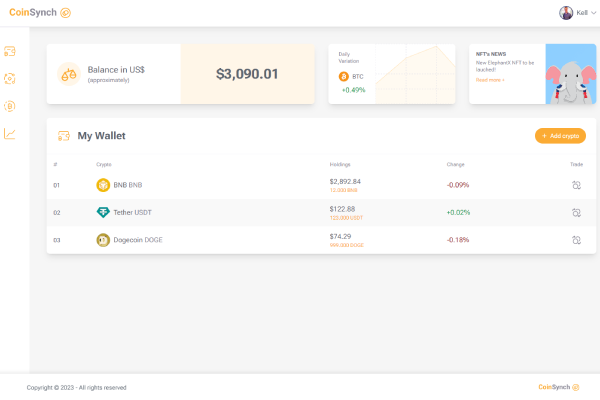 CoinSynch
Kell
Balance in US$
(approximately)
$3,090.01
Daily
Variation
BTC
+0.49%
NFT's NEWS
New ElephantX NFT to be
lauched!
Read more +
My Wallet
+ Add crypto
# Crypto Holdings Change Trade
01 BNB BNB $2,892.84 -0.09%
12.000 BNB
02 Tether USDT $122.88 +0.02%
122.000 USDT
03 Dogecoin DOGE $74.29 -0.18%
DOGE
Copyright © 2023 - All rights reserved
CoinSynch